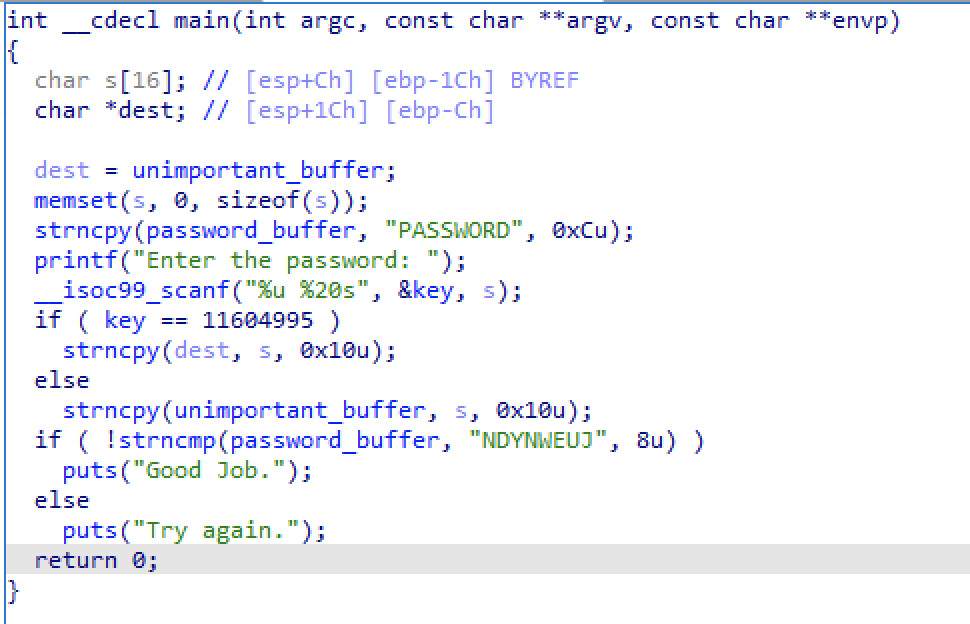 int __cdecl main(int argc, const char **argv, const char **envp)
{
  char s[16]; // [esp+Ch] [ebp-1Ch] BYREF
  char *dest; // [esp+1Ch] [ebp-Ch]

  dest = unimportant_buffer;
  memset(s, 0, sizeof(s));
  strncpy(password_buffer, "PASSWORD", 0xCu);
  printf("Enter the password: ");
  __isoc99_scanf("%u %20s", &key, s);
  if ( key == 11604995 )
    strncpy(dest, s, 0x10u);
  else
    strncpy(unimportant_buffer, s, 0x10u);
  if ( !strncmp(password_buffer, "NDYNWEUJ", 8u) )
    puts("Good Job.");
  else
    puts("Try again.");
  return 0;
}